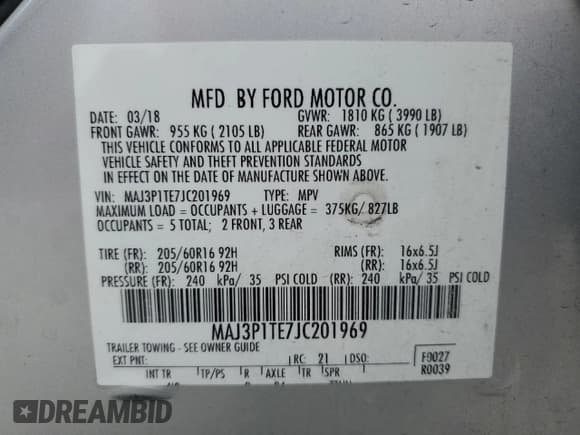 MFD BY FORD MOTOR CO.
DATE: 03/18 GVWR: 1810 KG ( 3990 LB)
FRONT GAWR: 955 KG ( 2105 LB) REAR GAWR: 865 KG ( 1907 LB)
THIS VEHICLE CONFORMS TO ALL APPLICABLE FEDERAL MOTOR
VEHICLE SAFETY AND THEFT PREVENTION STANDARDS
IN EFFECT ON THE DATE OF MANUFACTURE SHOWN ABOVE.
VIN: MAJ3P1TE7JC201969 TYPE: MPV
MAXIMUM LOAD = OCCUPANTS + LUGGAGE = 375KG/ 827LB
OCCUPANTS = 5 TOTAL; 2 FRONT, 3 REAR
TIRE (FR): 205/60R16 92H RIMS (FR): 16x6.5J
(RR): 205/60R16 92H (RR): 16x6.5J
PRESSURE (FR): 240 kPa/ 35 PSI COLD (RR): 240 kPa/ 35 PSI COLD
MAJ3P1TE7JC201969
TRAILER TOWING - SEE OWNER GUIDE
EXT PNT: RC: 21 DSO: F0027
INT TR TP/PS R AXLE TR SPR R0039
DREAMBID